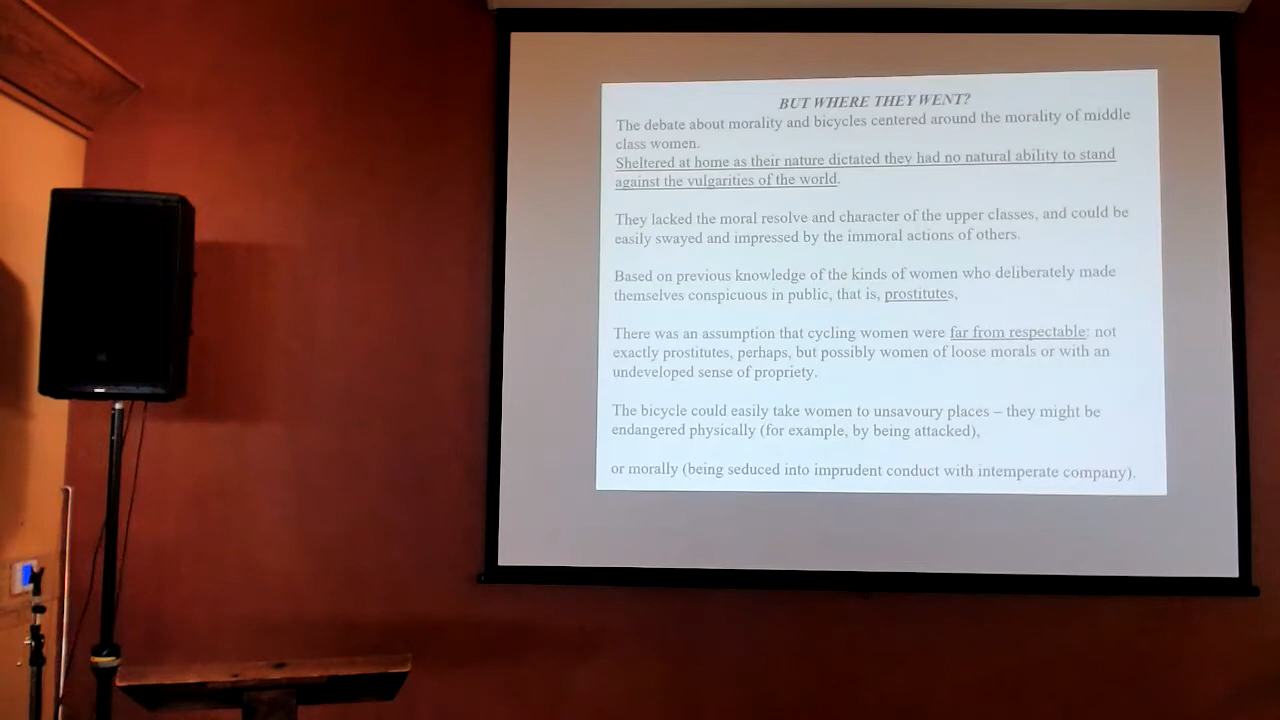 BUT WHERE THEY WENT?
The debate about morality and bicycles centered around the morality of middle
class women.
Sheltered at home as their nature dictated they had no natural ability to stand
against the vulgarities of the world.
They lacked the moral resolve and character of the upper classes, and could be
easily swayed and impressed by the immoral actions of others.
Based on previous knowledge of the kinds of women who deliberately made
themselves conspicuous in public, that is, prostitutes,
There was an assumption that cycling women were far from respectable: not
exactly prostitutes, perhaps, but possibly women of loose morals or with an
undeveloped sense of propriety.
The bicycle could easily take women to unsavoury places – they might be
endangered physically (for example, by being attacked),
or morally (being seduced into imprudent conduct with intemperate company).